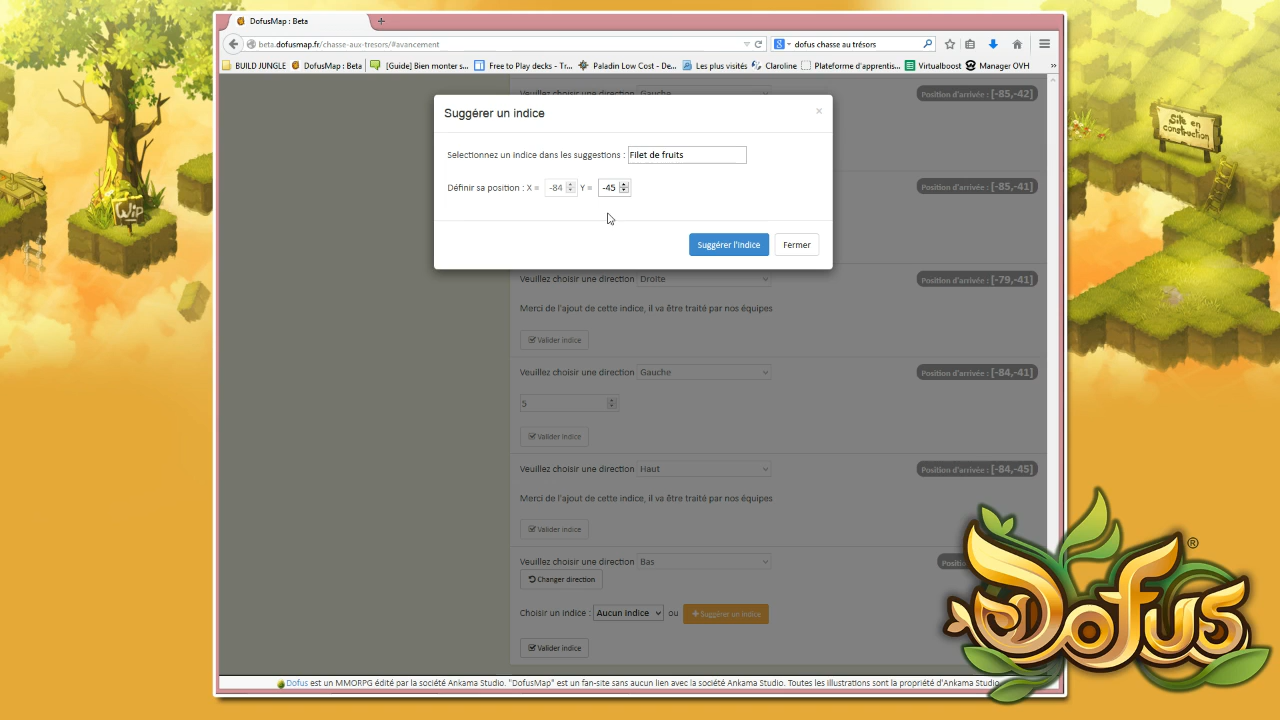 DofusMap : Beta
beta.dofusmap.fr/chasse-aux-tresors/#avancement
dofus chasse au trésors
BUILD JUNGLE DofusMap : Beta [Guide] Bien monter s... Free to Play decks - Tr... Paladin Low Cost - De... Les plus visités Claroline Plateforme d'apprentis... Virtualboost Manager OVH »
Veuillez choisir une direction Gauche Position d'arrivée : [-85,-42]
Suggérer un indice ×
Selectionnez un indice dans les suggestions : Filet de fruits
Site en construction
Définir sa position : X = -84 Y = -45
Position d'arrivée : [-85,-41]
Wip
Suggérer l'indice Fermer
Veuillez choisir une direction Droite Position d'arrivée : [-79,-41]
Merci de l'ajout de cette indice, il va être traité par nos équipes
Valider indice
Veuillez choisir une direction Gauche Position d'arrivée : [-84,-41]
5
Valider indice
Veuillez choisir une direction Haut Position d'arrivée : [-84,-45]
Merci de l'ajout de cette indice, il va être traité par nos équipes
Valider indice
Veuillez choisir une direction Bas Positio
Changer direction
Choisir un indice : Aucun indice ou Suggérer un indice
Valider indice
Dofus ®
Dofus est un MMORPG édité par la société Ankama Studio. "DofusMap" est un fan-site sans aucun lien avec la société Ankama Studio. Toutes les illustrations sont la propriété d'Ankama Studio